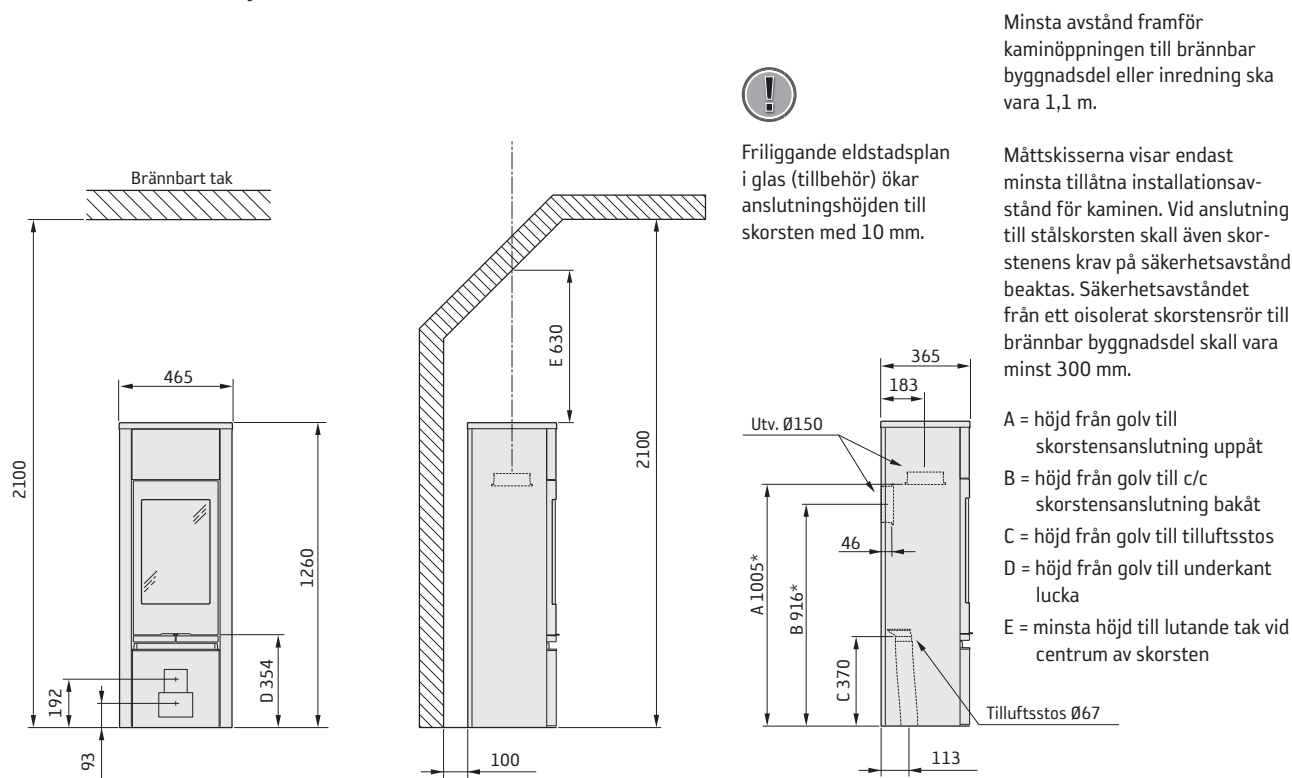 Minsta avstånd framför
kaminöppningen till brännbar
byggnadsdel eller inredning ska
vara 1,1 m.
Friliggande eldstadsplan
i glas (tillbehör) ökar
anslutningshöjden till
skorsten med 10 mm.
Måttskisserna visar endast
minsta tillåtna installationsav-
stånd för kaminen. Vid anslutning
till stålskorsten skall även skor-
stenens krav på säkerhetsavstånd
beaktas. Säkerhetsavståndet
från ett oisolerat skorstensrör till
brännbar byggnadsdel skall vara
minst 300 mm.
A = höjd från golv till
skorstensanslutning uppåt
B = höjd från golv till c/c
skorstensanslutning bakåt
C = höjd från golv till tilluftsstos
D = höjd från golv till underkant
lucka
E = minsta höjd till lutande tak vid
centrum av skorsten
Brännbart tak
2100
465
1260
D 354
192
93
E 630
2100
100
365
183
Utv. Ø150
46
A 1005*
B 916*
C 370
Tilluftsstos Ø67
113